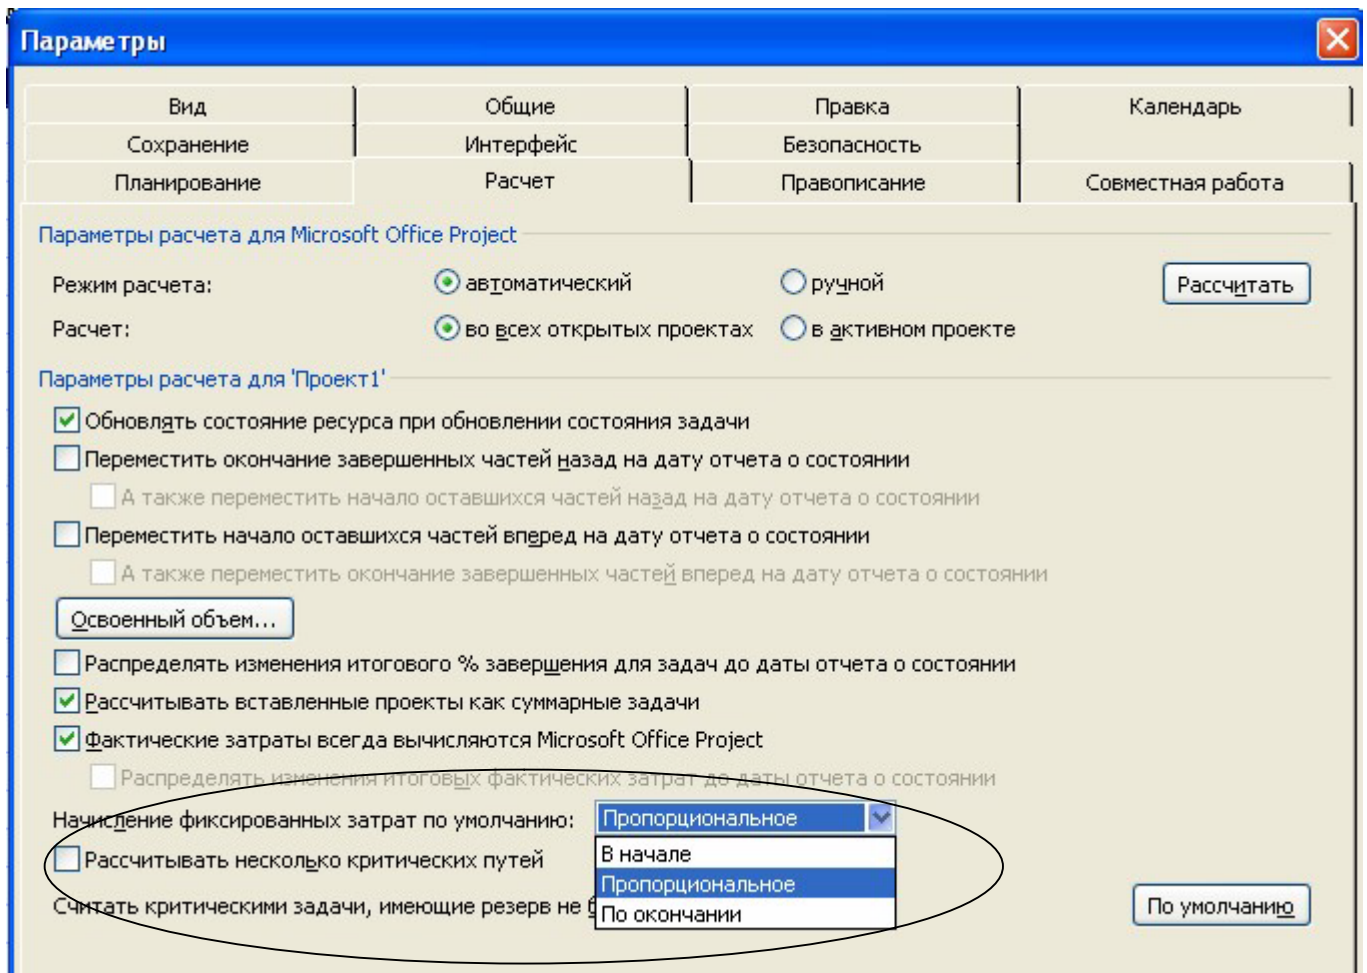 Параметры
Вид Общие Правка Календарь
Сохранение Интерфейс Безопасность
Планирование Расчет Правописание Совместная работа
Параметры расчета для Microsoft Office Project
Режим расчета: автоматический ручной Рассчитать
Расчет: во всех открытых проектах в активном проекте
Параметры расчета для 'Проект1'
Обновлять состояние ресурса при обновлении состояния задачи
Переместить окончание завершенных частей назад на дату отчета о состоянии
А также переместить начало оставшихся частей назад на дату отчета о состоянии
Переместить начало оставшихся частей вперед на дату отчета о состоянии
А также переместить окончание завершенных частей вперед на дату отчета о состоянии
Освоенный объем...
Распределять изменения итогового % завершения для задач до даты отчета о состоянии
Рассчитывать вставленные проекты как суммарные задачи
Фактические затраты всегда вычисляются Microsoft Office Project
Распределять изменения итоговых фактических затрат до даты отчета о состоянии
Начисление фиксированных затрат по умолчанию: Пропорциональное
Рассчитывать несколько критических путей В начале
Пропорциональное
Считать критическими задачи, имеющие резерв не По окончании По умолчанию